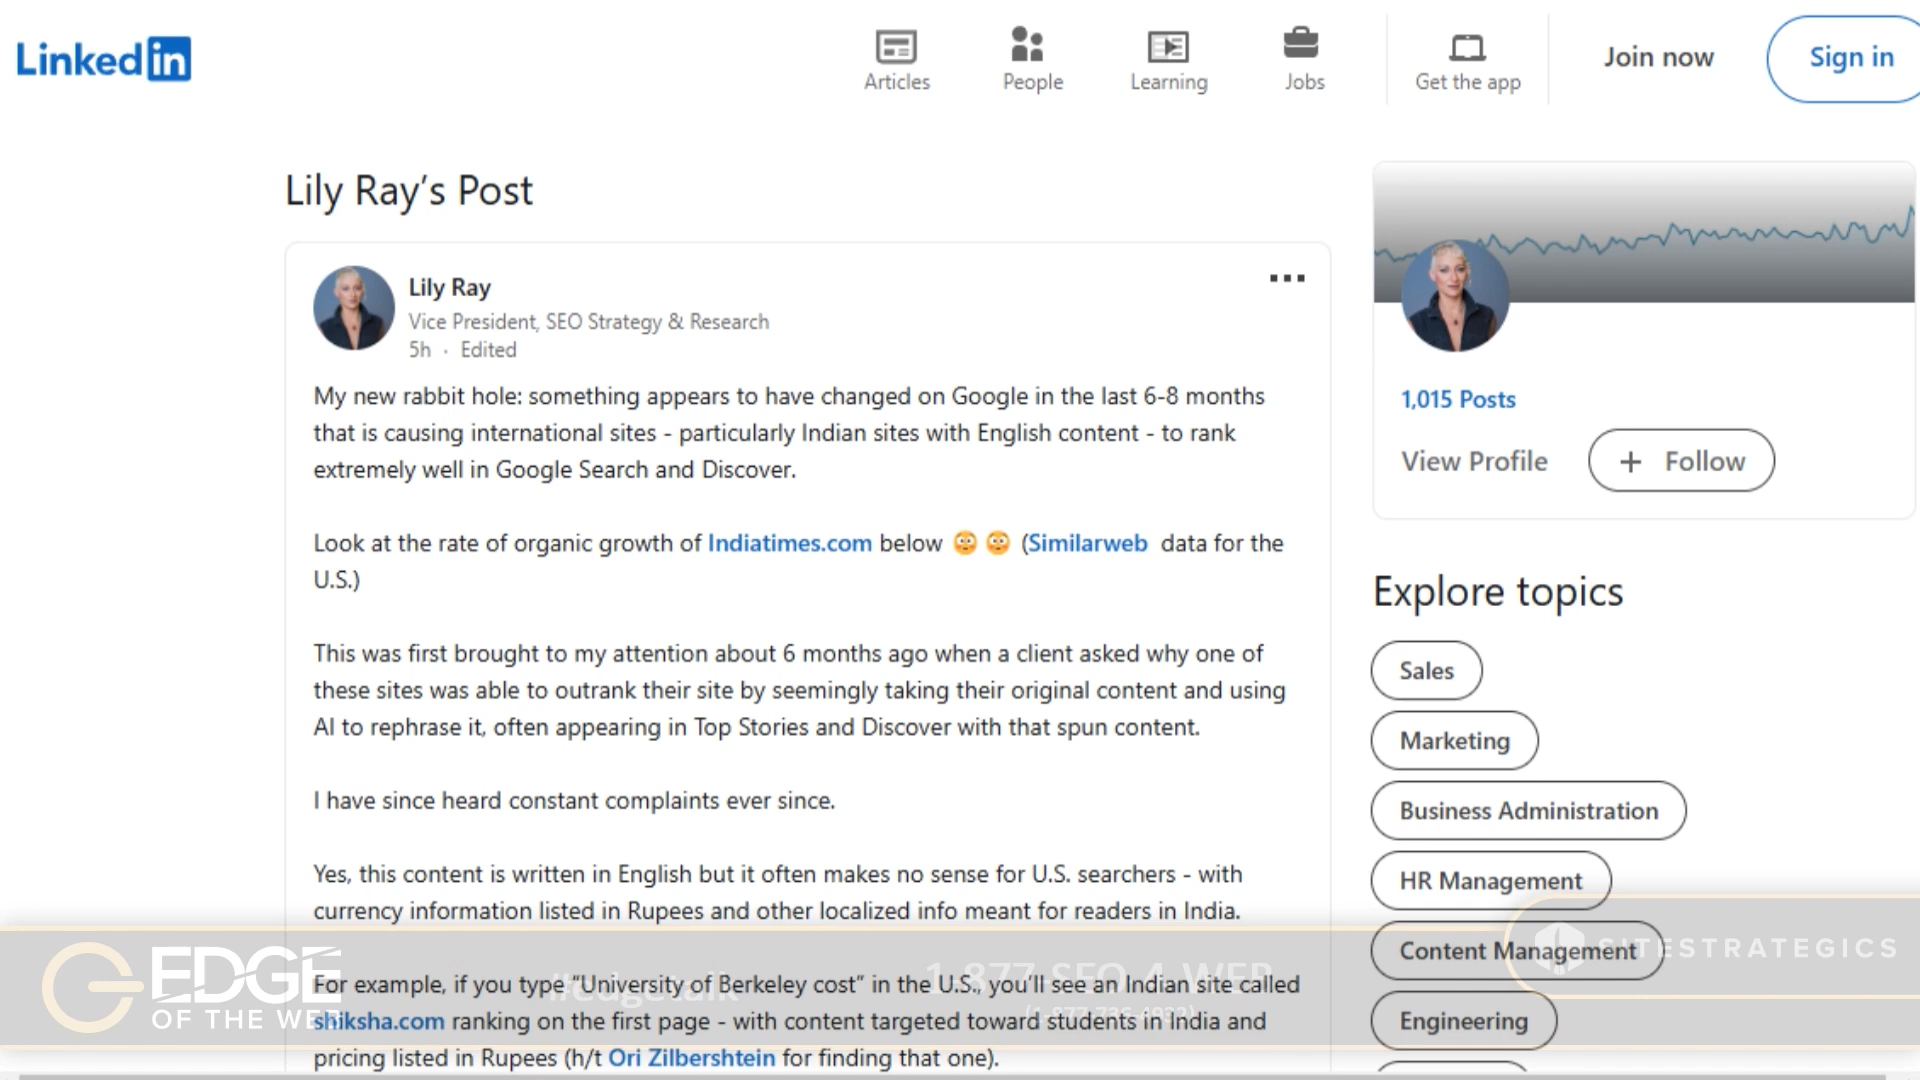 Linked in
Articles
People
Learning
Jobs
Get the app
Join now
Sign in
Lily Ray’s Post
Lily Ray
Vice President, SEO Strategy & Research
5h · Edited
My new rabbit hole: something appears to have changed on Google in the last 6-8 months
that is causing international sites - particularly Indian sites with English content - to rank
extremely well in Google Search and Discover.
Look at the rate of organic growth of Indiatimes.com below 😳 😳 (Similarweb data for the
U.S.)
This was first brought to my attention about 6 months ago when a client asked why one of
these sites was able to outrank their site by seemingly taking their original content and using
AI to rephrase it, often appearing in Top Stories and Discover with that spun content.
I have since heard constant complaints ever since.
Yes, this content is written in English but it often makes no sense for U.S. searchers - with
currency information listed in Rupees and other localized info meant for readers in India.
For example, if you type “University of Berkeley cost” in the U.S., you’ll see an Indian site called
shiksha.com ranking on the first page - with content targeted toward students in India and
pricing listed in Rupees (h/t Ori Zilbershtein for finding that one).
1,015 Posts
View Profile
+ Follow
Explore topics
Sales
Marketing
Business Administration
HR Management
Content Management
Engineering
EDGE
OF THE WEB
#edgetalk
1-877-SEO-4-WEB
SITESTRATEGICS